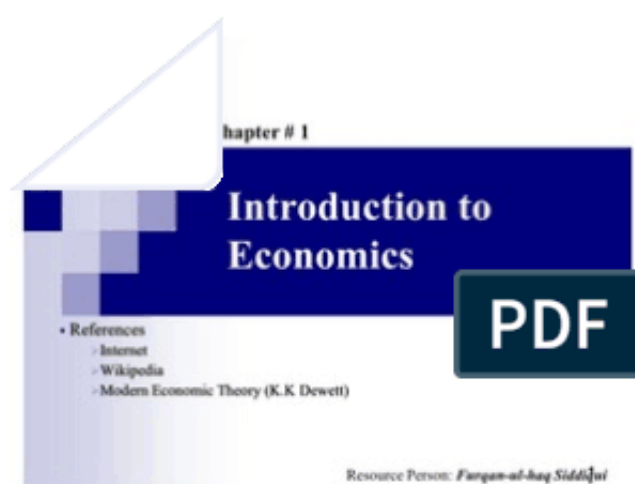 hapter # 1
Introduction to
Economics
PDF
• References
Internet
Wikipedia
Modern Economic Theory (K.K Dewett)
Resource Person: Furqan-ul-haq Siddiqui
1